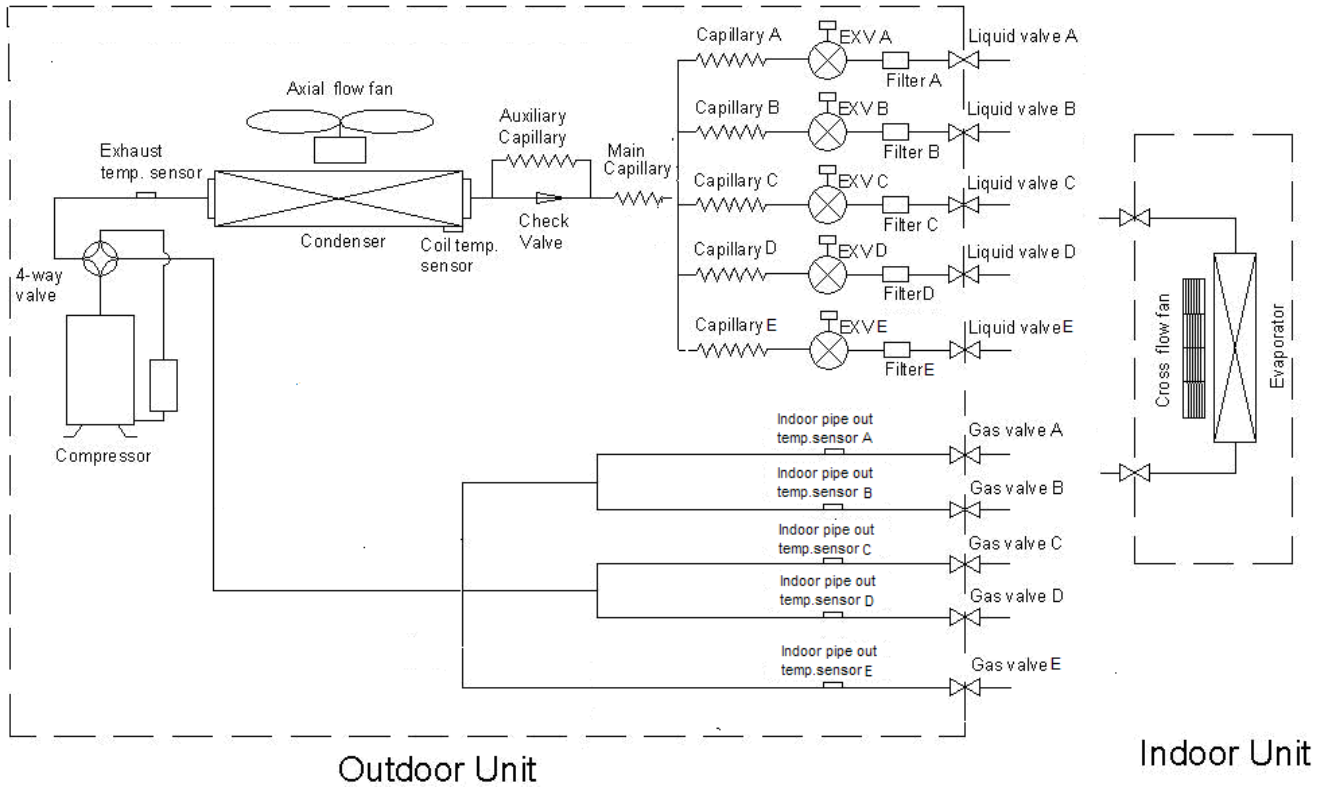 Capillary A
EXV A
Liquid valve A
Filter A
Axial flow fan
Capillary B
EXV B
Liquid valve B
Auxiliary
Capillary
Filter B
Exhaust
temp. sensor
Main
Capillary
Capillary C
EXV C
Liquid valve C
Filter C
Check
Valve
Condenser
Coil temp.
sensor
4-way
valve
Capillary D
EXVD
Liquid valve D
FilterD
Capillary E
EXVE
Liquid valveE
FilterE
Cross flow fan
Evaporator
Compressor
Indoor pipe out
temp.sensor A
Gas valve A
Indoor pipe out
temp.sensor B
Gas valve B
Indoor pipe out
temp.sensor C
Gas valve C
Indoor pipe out
temp.sensor D
Gas valve D
Indoor pipe out
temp.sensor E
Gas valve E
Outdoor Unit
Indoor Unit